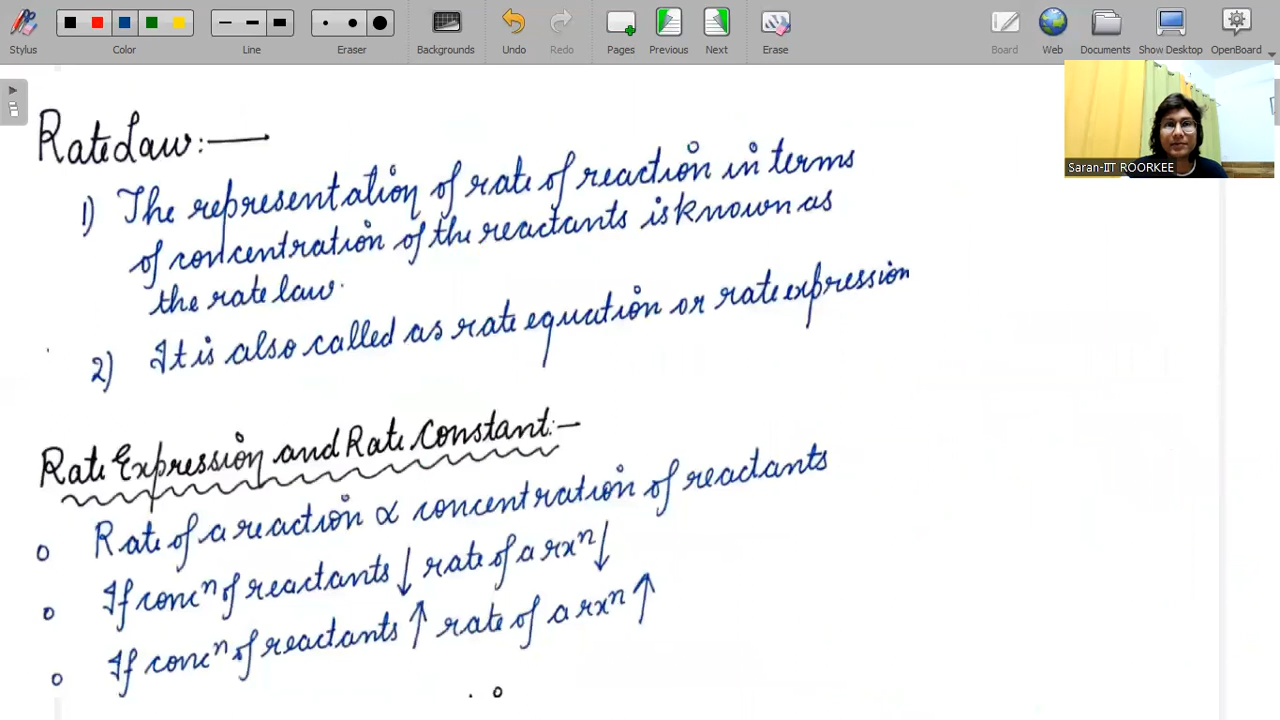 Stylus
Color
Line
Eraser
Backgrounds
Undo
Redo
Pages
Previous
Next
Erase
Board
Web
Documents
Show Desktop
OpenBoard
Saran-IIT ROORKEE
Rate Law:—
1) The representation of rate of reaction in terms
of concentration of the reactants is known as
the rate law.
2) It is also called as rate equation or rate expression
Rate Expression and Rate Constant:-
o Rate of a reaction ∝ concentration of reactants
o If concⁿ of reactants ↓ rate of a rxⁿ ↓
o If concⁿ of reactants ↑ rate of a rxⁿ ↑